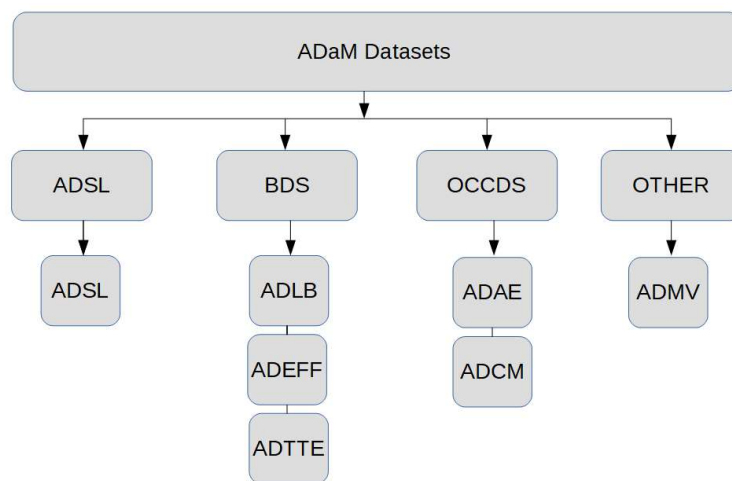 ADaM Datasets
ADSL
BDS
OCCDS
OTHER
ADSL
ADLB
ADAE
ADMV
ADEFF
ADCM
ADTTE